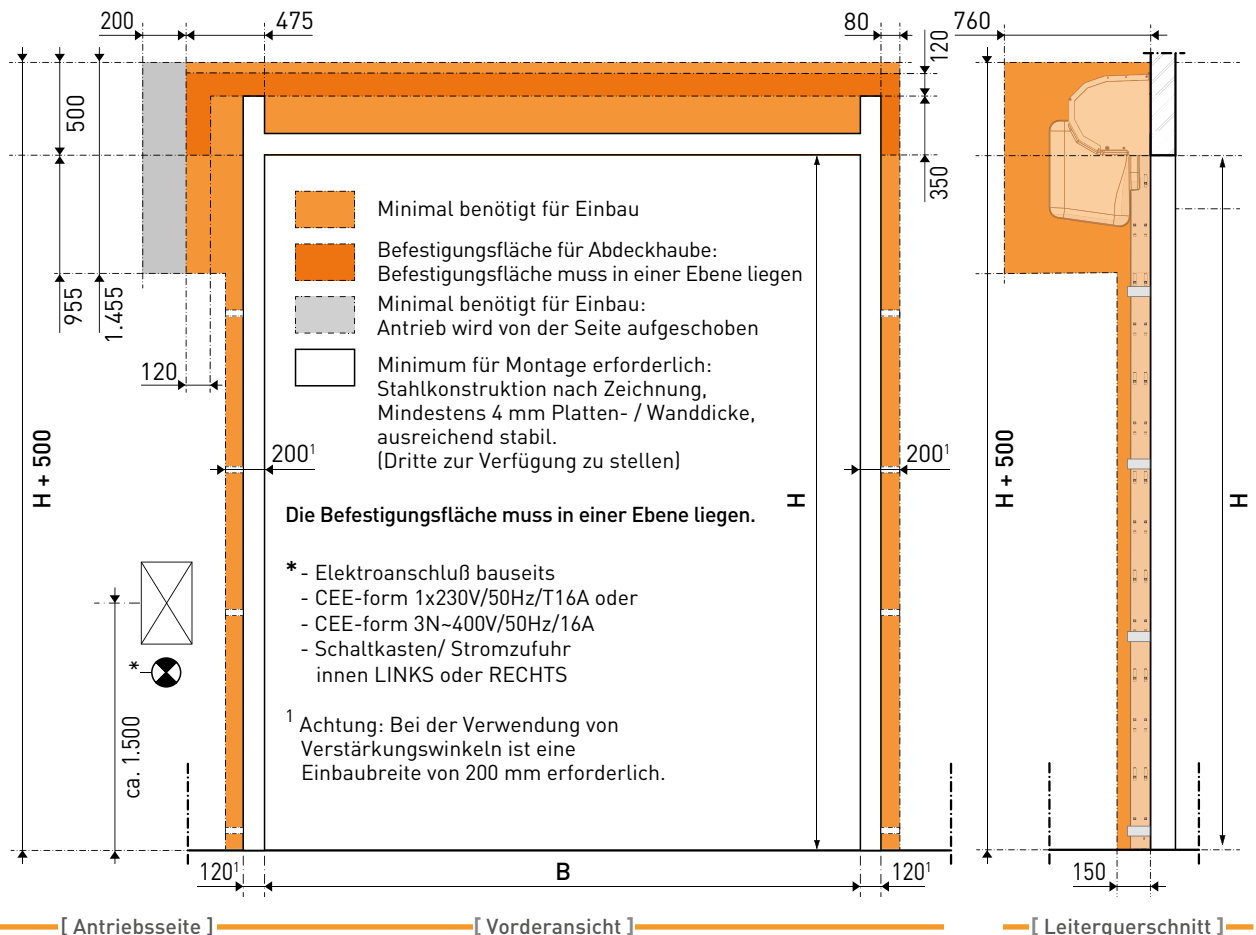 200
475
80
120
760
500
350
955
1.455
120
Minimal benötigt für Einbau
Befestigungsfläche für Abdeckhaube:
Befestigungsfläche muss in einer Ebene liegen
Minimal benötigt für Einbau:
Antrieb wird von der Seite aufgeschoben
Minimum für Montage erforderlich:
Stahlkonstruktion nach Zeichnung,
Mindestens 4 mm Platten- / Wanddicke,
ausreichend stabil.
(Dritte zur Verfügung zu stellen)
H + 500
200¹
200¹
H
H + 500
H
Die Befestigungsfläche muss in einer Ebene liegen.
* - Elektroanschluß bauseits
- CEE-form 1x230V/50Hz/T16A oder
- CEE-form 3N~400V/50Hz/16A
- Schaltkasten/ Stromzufuhr
innen LINKS oder RECHTS
*
ca. 1.500
¹ Achtung: Bei der Verwendung von
Verstärkungswinkeln ist eine
Einbaubreite von 200 mm erforderlich.
120¹
B
120¹
150
[ Antriebsseite ]
[ Vorderansicht ]
[ Leiterquerschnitt ]